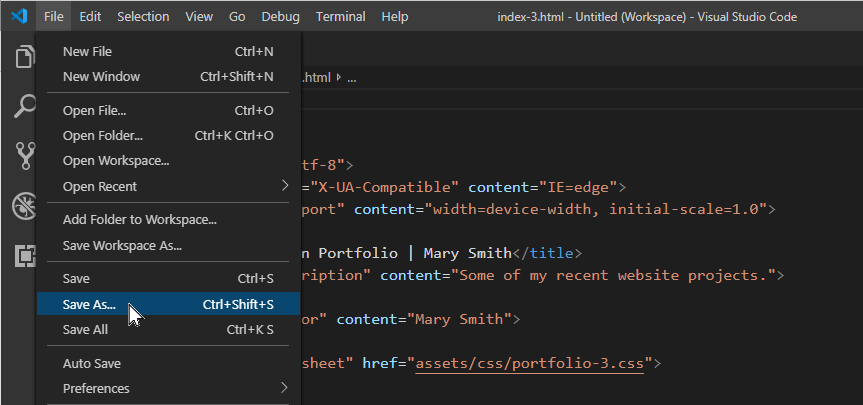 File Edit Selection View Go Debug Terminal Help index-3.html - Untitled (Workspace) - Visual Studio Code
New File Ctrl+N
New Window Ctrl+Shift+N
.html › ...
Open File... Ctrl+O
Open Folder... Ctrl+K Ctrl+O
Open Workspace...
tf-8">
Open Recent
="X-UA-Compatible" content="IE=edge">
port" content="width=device-width, initial-scale=1.0">
Add Folder to Workspace...
Save Workspace As...
n Portfolio | Mary Smith</title>
Save Ctrl+S
ription" content="Some of my recent website projects.">
Save As... Ctrl+Shift+S
or" content="Mary Smith">
Save All Ctrl+K S
Auto Save
sheet" href="assets/css/portfolio-3.css">
Preferences